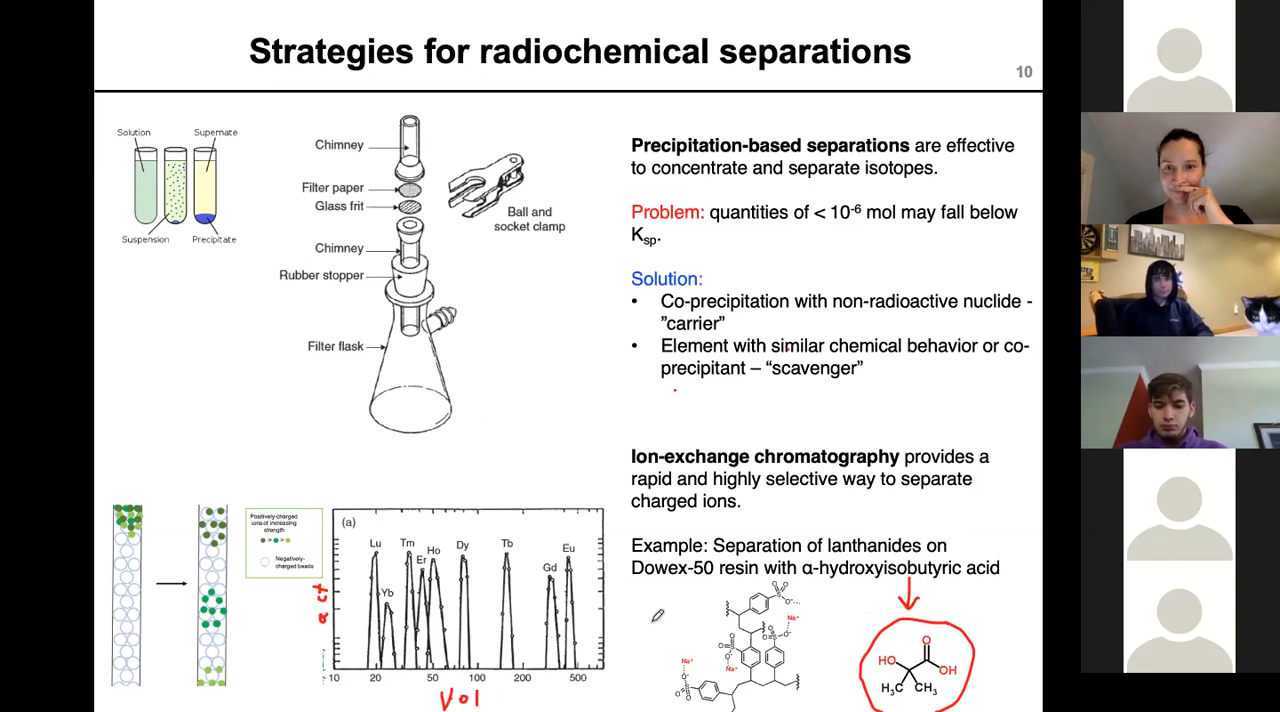 Strategies for radiochemical separations
10
Solution
Supernate
Suspension
Precipitate
Chimney
Filter paper
Glass frit
Chimney
Rubber stopper
Filter flask
Ball and
socket clamp
Precipitation-based separations are effective
to concentrate and separate isotopes.
Problem: quantities of < 10⁻⁶ mol may fall below
Kₛₚ.
Solution:
• Co-precipitation with non-radioactive nuclide -
”carrier”
• Element with similar chemical behavior or co-
precipitant – “scavenger”
Ion-exchange chromatography provides a
rapid and highly selective way to separate
charged ions.
Example: Separation of lanthanides on
Dowex-50 resin with α-hydroxyisobutyric acid
Positively-charged
ions of increasing
strength
> >
Negatively-
charged beads
(a)
Lu
Yb
Tm
Er
Ho
Dy
Tb
Gd
Eu
10 20 50 100 200 500
α ct
Vol
Na⁺
Na⁺
Na⁺
O
HO
OH
H₃C CH₃